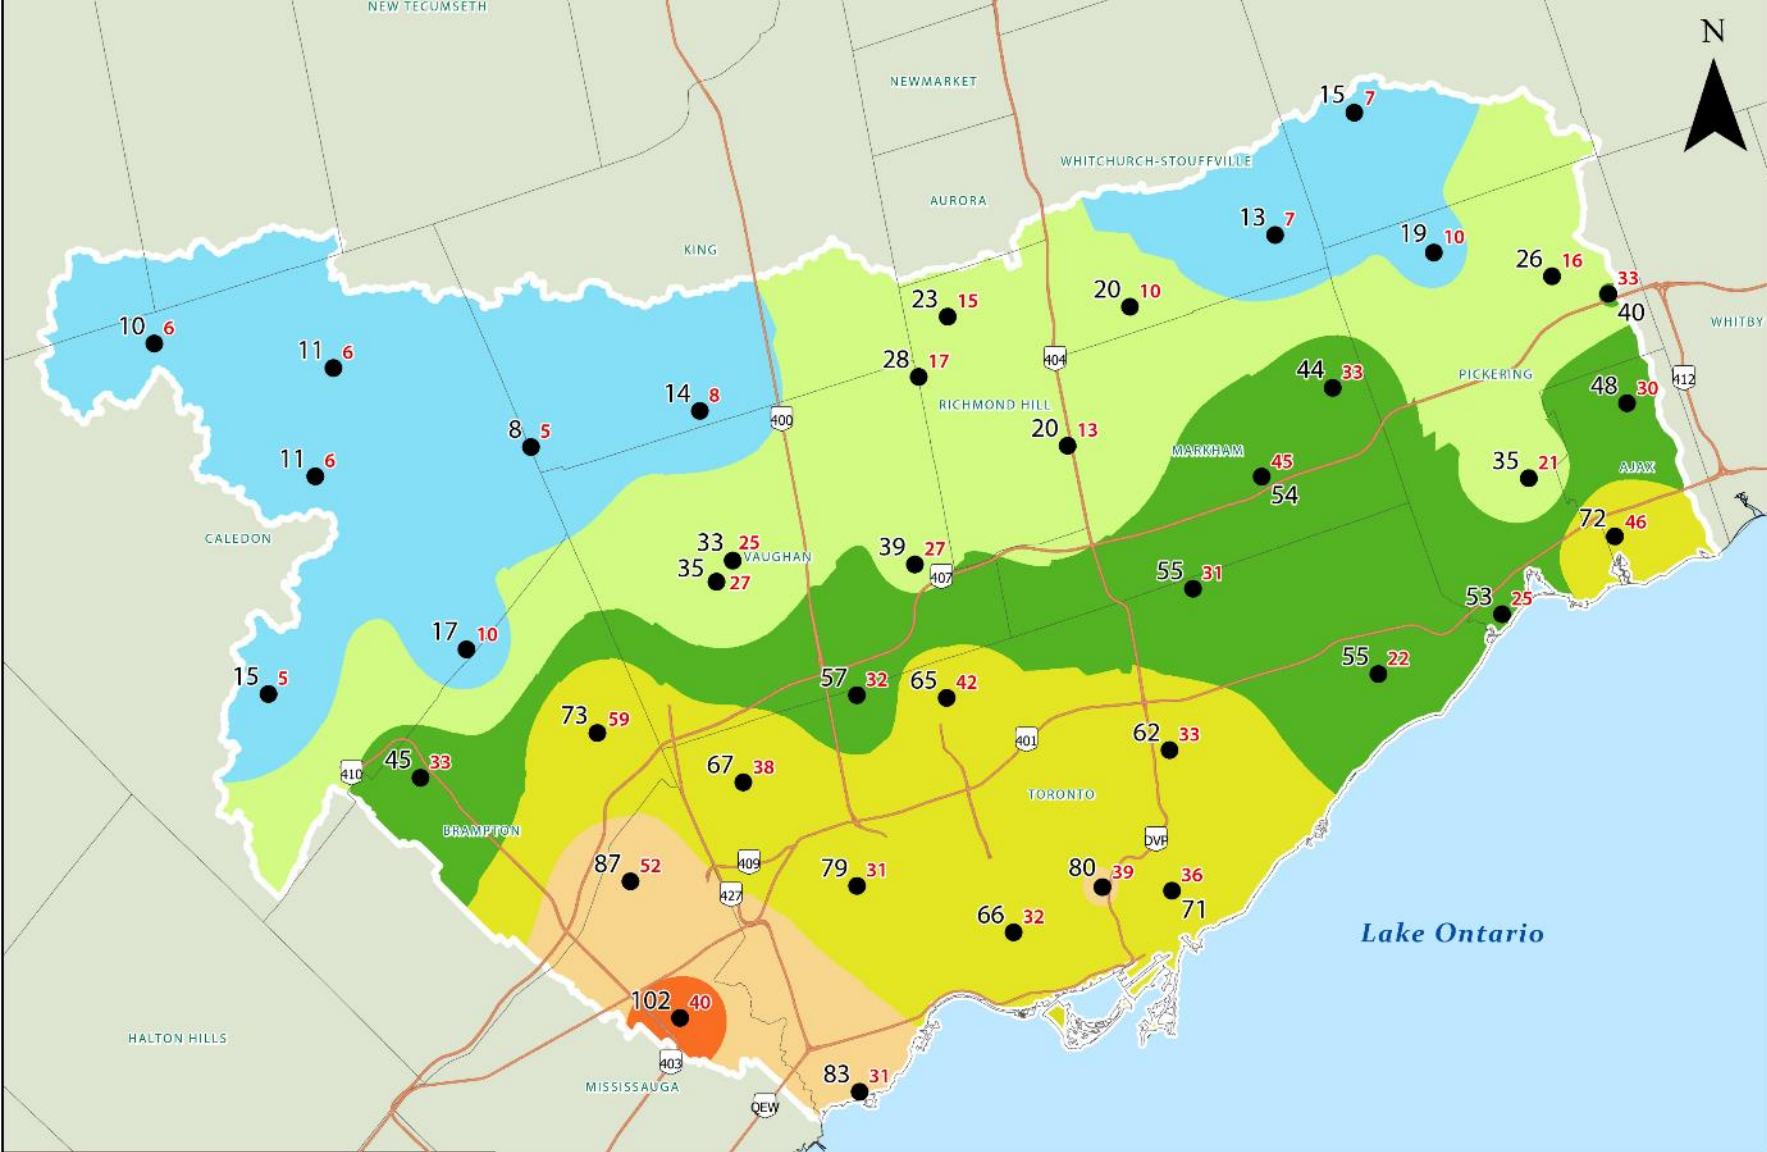 NEW TECUMSETH
N
NEWMARKET
15 7
WHITCHURCH-STOUFFVILLE
AURORA
13 7
KING
19 10
26 16
33
40
23 15
20 10
10 6
WHITBY
11 6
28 17
404
44 33
PICKERING
412
48 30
14 8
RICHMOND HILL
400
8 5
20 13
MARKHAM
11 6
45
54
35 21
AJAX
72 46
CALEDON
33 25
VAUGHAN
35 27
39 27
407
55 31
53 25
17 10
55 22
15 5
57 32
65 42
73 59
62 33
401
45 33
410
67 38
TORONTO
BRAMPTON
DVP
87 52
409
79 31
80 39
36
71
427
66 32
Lake Ontario
102 40
HALTON HILLS
403
83 31
MISSISSAUGA
QEW